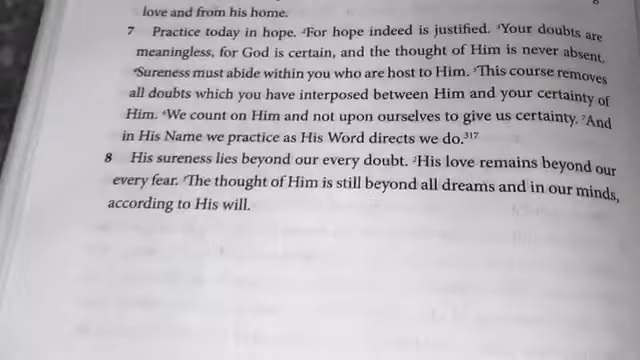 love and from his home.
7 Practice today in hope. ²For hope indeed is justified. ³Your doubts are
meaningless, for God is certain, and the thought of Him is never absent.
⁴Sureness must abide within you who are host to Him. ⁵This course removes
all doubts which you have interposed between Him and your certainty of
Him. ⁶We count on Him and not upon ourselves to give us certainty. ⁷And
in His Name we practice as His Word directs we do.³¹⁷
8 His sureness lies beyond our every doubt. ²His love remains beyond our
every fear. ³The thought of Him is still beyond all dreams and in our minds,
according to His will.